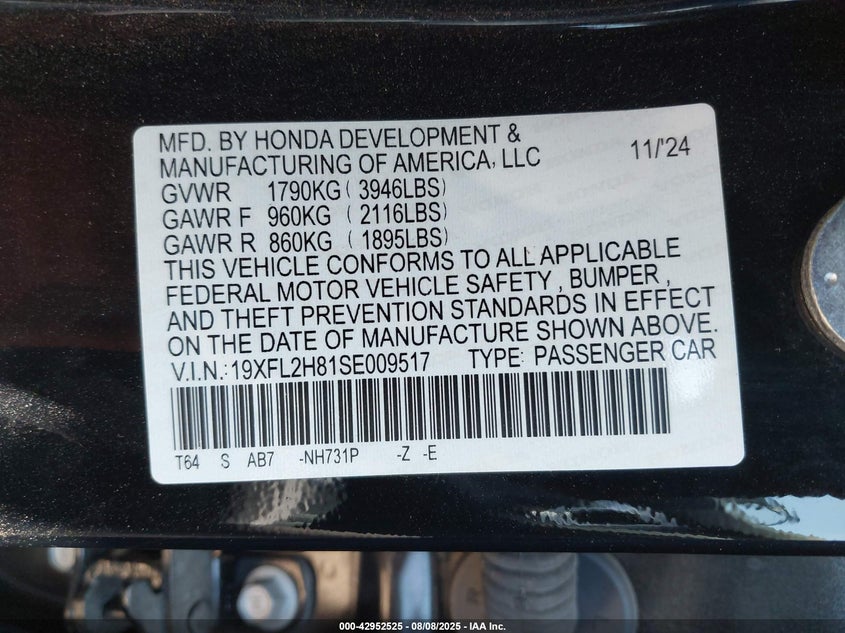 MFD. BY HONDA DEVELOPMENT &
MANUFACTURING OF AMERICA, LLC 11/'24
GVWR 1790KG ( 3946LBS)
GAWR F 960KG ( 2116LBS)
GAWR R 860KG ( 1895LBS)
THIS VEHICLE CONFORMS TO ALL APPLICABLE
FEDERAL MOTOR VEHICLE SAFETY , BUMPER ,
AND THEFT PREVENTION STANDARDS IN EFFECT
ON THE DATE OF MANUFACTURE SHOWN ABOVE.
V.I.N.:19XFL2H81SE009517 TYPE: PASSENGER CAR
T64 S AB7 -NH731P -Z -E
000-42952525 - 08/08/2025 - IAA Inc.